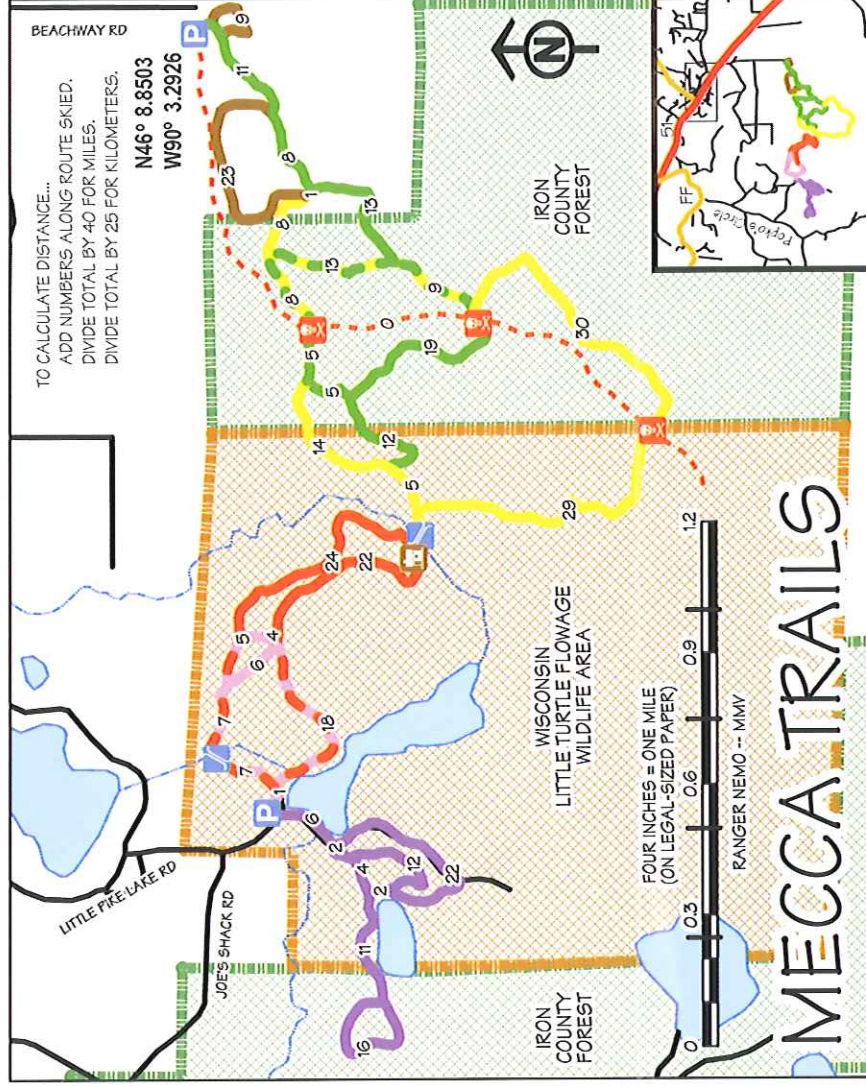 BEACHWAY RD
TO CALCULATE DISTANCE...
ADD NUMBERS ALONG ROUTE SKIED.
DIVIDE TOTAL BY 40 FOR MILES.
DIVIDE TOTAL BY 25 FOR KILOMETERS.
N46° 8.8503
W90° 3.2926
P
9
11
23
8
1
8
13
13
8
9
0
5
5
19
14
12
5
30
29
N
IRON
COUNTY
FOREST
24
22
5
4
6
7
7
18
1
P
6
2
4
12
22
2
11
16
LITTLE PIKE LAKE RD
JOE'S SHACK RD
WISCONSIN
LITTLE TURTLE FLOWAGE
WILDLIFE AREA
IRON
COUNTY
FOREST
FOUR INCHES = ONE MILE
(ON LEGAL-SIZED PAPER)
0 0.3 0.6 0.9 1.2
RANGER NEMO -- MMV
MECCA TRAILS
51
FF
Popko's Circle